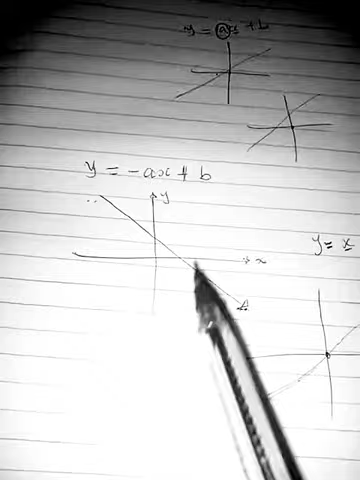 y = ax + b
y = -ax + b
y
x
y = x